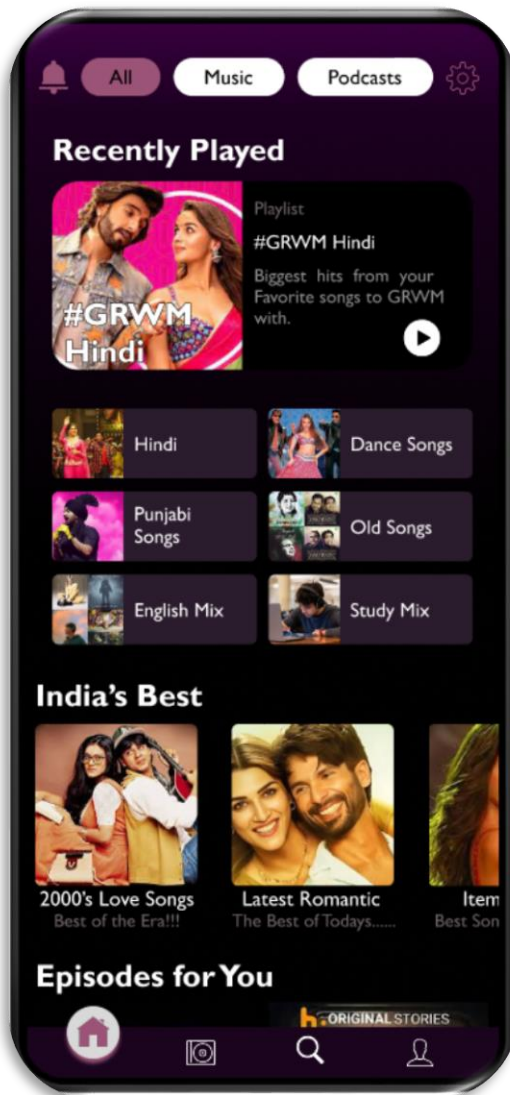 All
Music
Podcasts
Recently Played
#GRWM
Hindi
Playlist
#GRWM Hindi
Biggest hits from your
Favorite songs to GRWM
with.
Hindi
Dance Songs
Punjabi
Songs
Old Songs
English Mix
Study Mix
India's Best
2000's Love Songs
Best of the Era!!!
Latest Romantic
The Best of Todays......
Item
Best Son
Episodes for You
h.
ORIGINAL STORIES